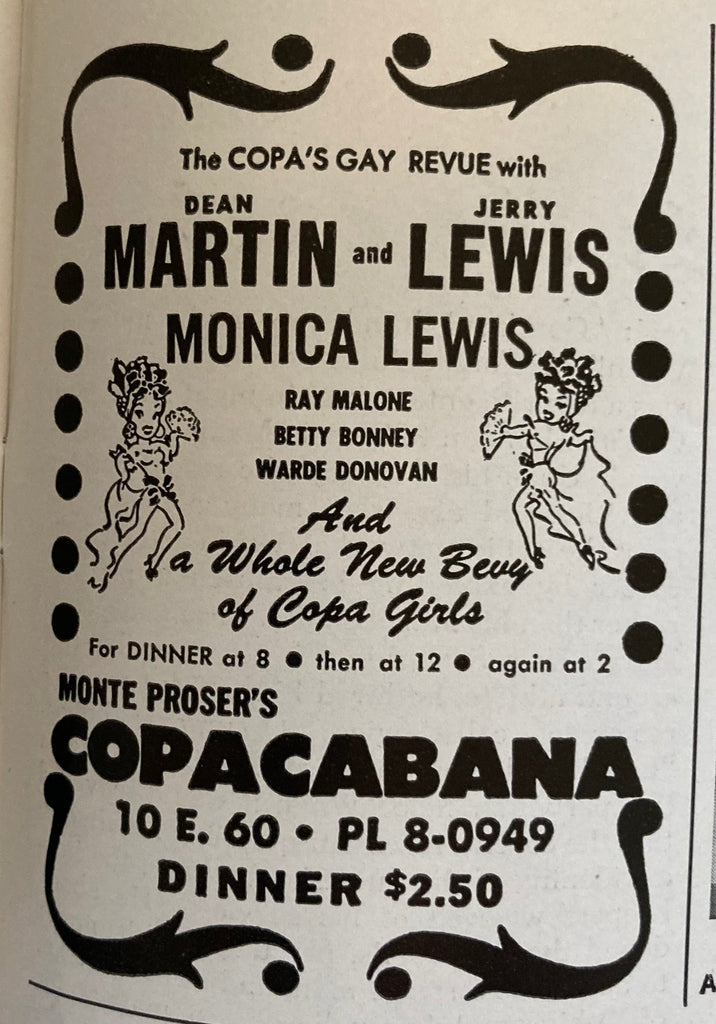 The COPA'S GAY REVUE with
DEAN JERRY
MARTIN and LEWIS
MONICA LEWIS
RAY MALONE
BETTY BONNEY
WARDE DONOVAN
And
a Whole New Bevy
of Copa Girls
For DINNER at 8 • then at 12 • again at 2
MONTE PROSER'S
COPACABANA
10 E. 60 • PL 8-0949
DINNER $2.50
A